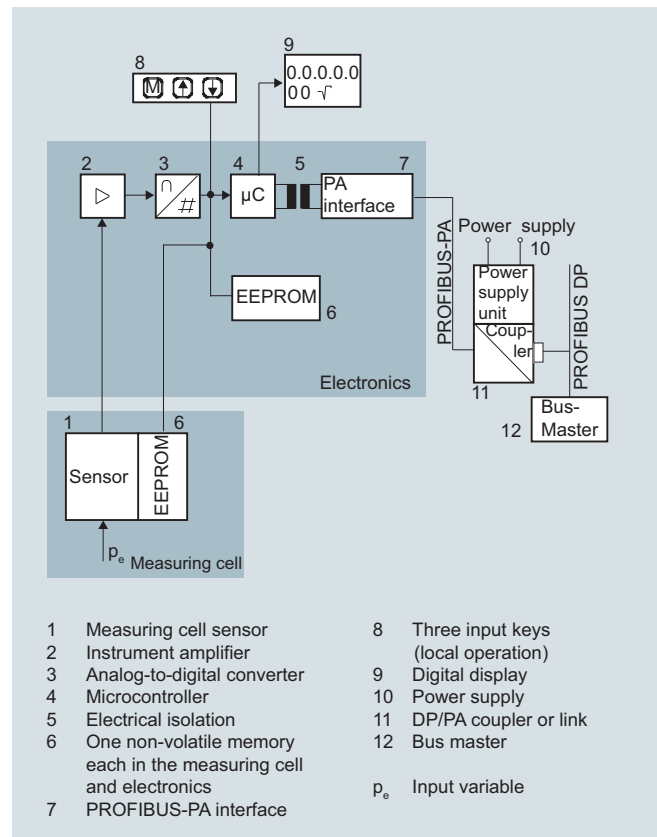 8
9
M
0.0.0.0.0
00 √
2
3
4
5
7
∩
#
µC
PA
interface
EEPROM
6
Electronics
PROFIBUS-PA
Power supply
10
Power
supply
unit
Coup-
ler
11
PROFIBUS DP
Bus-
Master
12
1
6
Sensor
EEPROM
pe Measuring cell
1 Measuring cell sensor
2 Instrument amplifier
3 Analog-to-digital converter
4 Microcontroller
5 Electrical isolation
6 One non-volatile memory
each in the measuring cell
and electronics
7 PROFIBUS-PA interface
8 Three input keys
(local operation)
9 Digital display
10 Power supply
11 DP/PA coupler or link
12 Bus master
pe Input variable